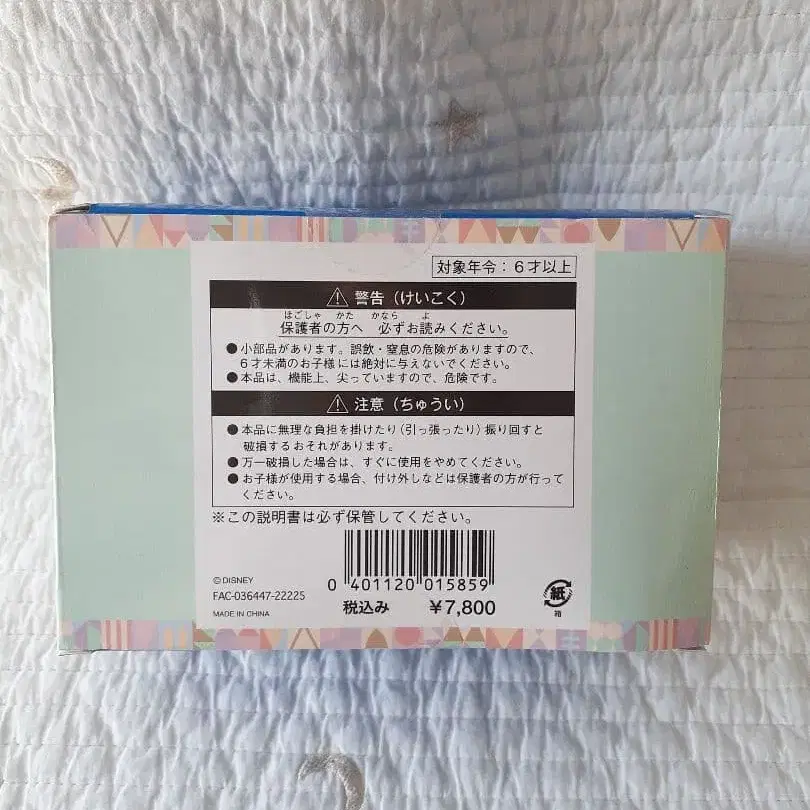 対象年令：６才以上
警告（けいこく）
はごしゃ かた かなら よ
保護者の方へ 必ずお読みください。
●小部品があります。誤飲・窒息の危険がありますので、
６才未満のお子様には絶対に与えないでください。
●本品は、機能上、尖っていますので、危険です。
注意（ちゅうい）
●本品に無理な負担を掛けたり（引っ張ったり）振り回すと
破損するおそれがあります。
●万一破損した場合は、すぐに使用をやめてください。
●お子様が使用する場合、付け外しなどは保護者の方が行って
ください。
※この説明書は必ず保管してください。
0 401120 015859
©DISNEY
FAC-036447-22225
MADE IN CHINA
税込み ¥7,800
紙
箱